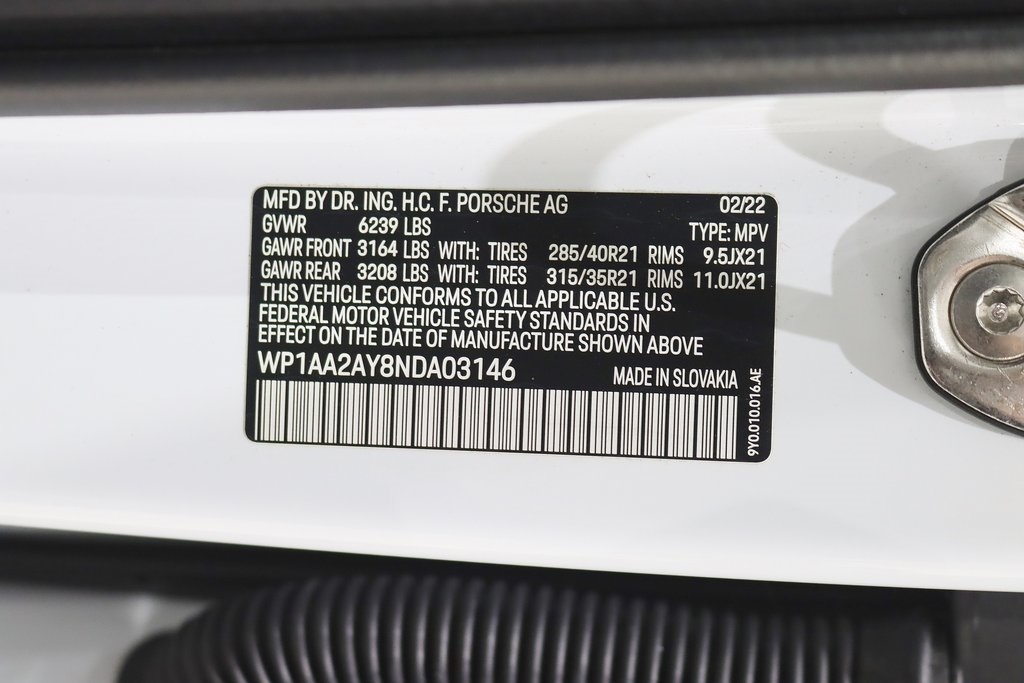 MFD BY DR. ING. H.C. F. PORSCHE AG 02/22
GVWR 6239 LBS TYPE: MPV
GAWR FRONT 3164 LBS WITH: TIRES 285/40R21 RIMS 9.5JX21
GAWR REAR 3208 LBS WITH: TIRES 315/35R21 RIMS 11.0JX21
THIS VEHICLE CONFORMS TO ALL APPLICABLE U.S.
FEDERAL MOTOR VEHICLE SAFETY STANDARDS IN
EFFECT ON THE DATE OF MANUFACTURE SHOWN ABOVE
WP1AA2AY8NDA03146 MADE IN SLOVAKIA
9Y0.010.016.AE